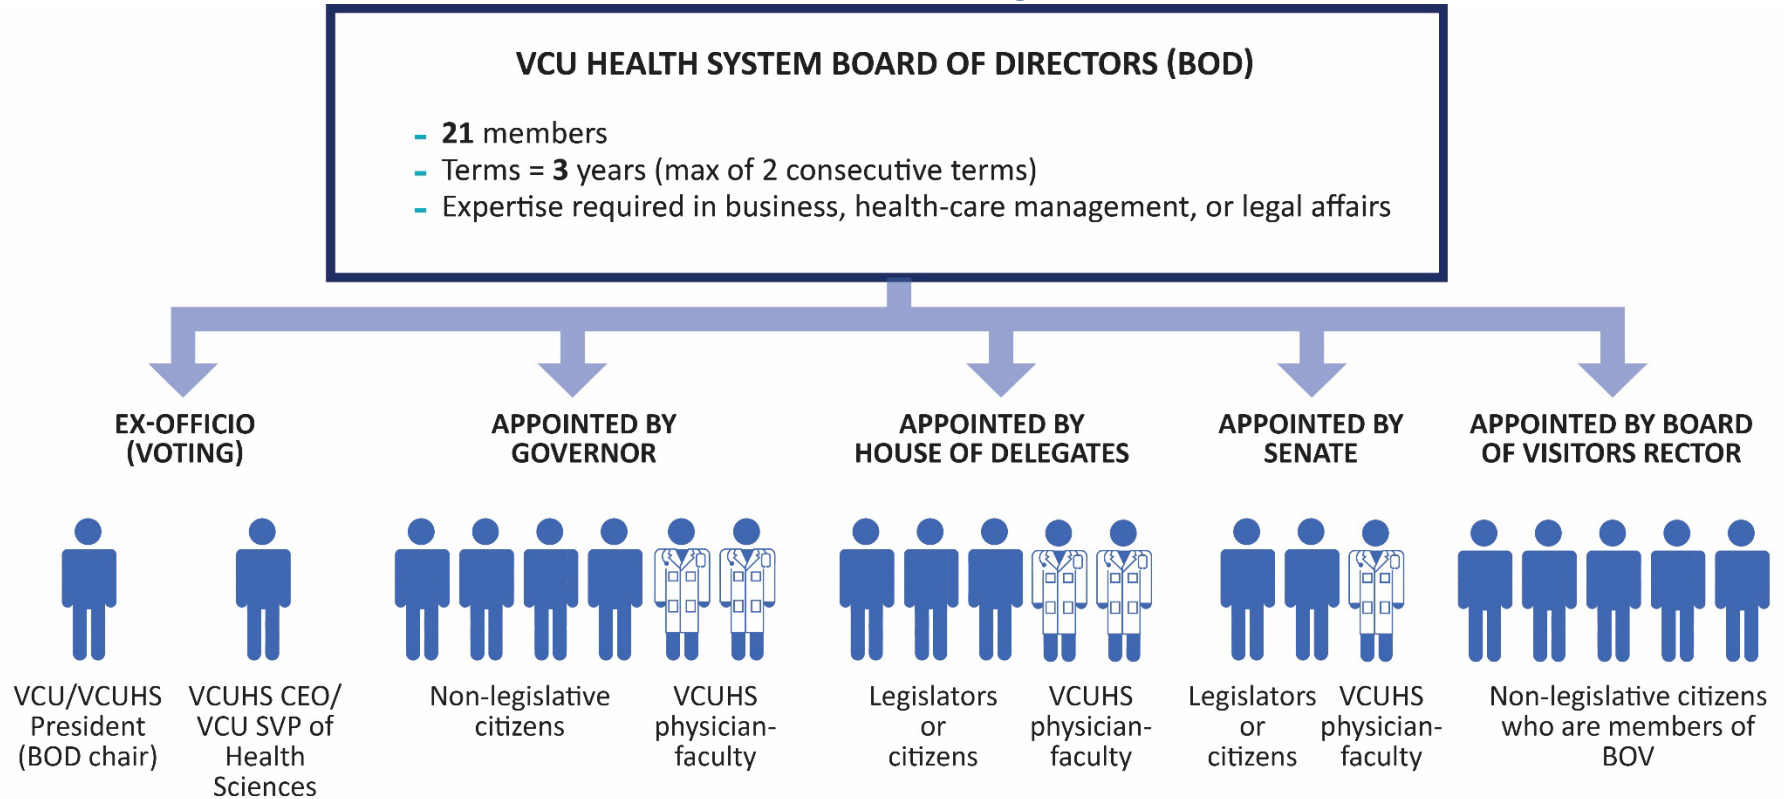 VCU HEALTH SYSTEM BOARD OF DIRECTORS (BOD)
- 21 members
- Terms = 3 years (max of 2 consecutive terms)
- Expertise required in business, health-care management, or legal affairs
EX-OFFICIO
(VOTING)
VCU/VCUHS
President
(BOD chair)
VCUHS CEO/
VCU SVP of
Health
Sciences
APPOINTED BY
GOVERNOR
Non-legislative
citizens
VCUHS
physician-
faculty
APPOINTED BY
HOUSE OF DELEGATES
Legislators
or
citizens
VCUHS
physician-
faculty
APPOINTED BY
SENATE
Legislators
or
citizens
VCUHS
physician-
faculty
APPOINTED BY BOARD
OF VISITORS RECTOR
Non-legislative citizens
who are members of
BOV